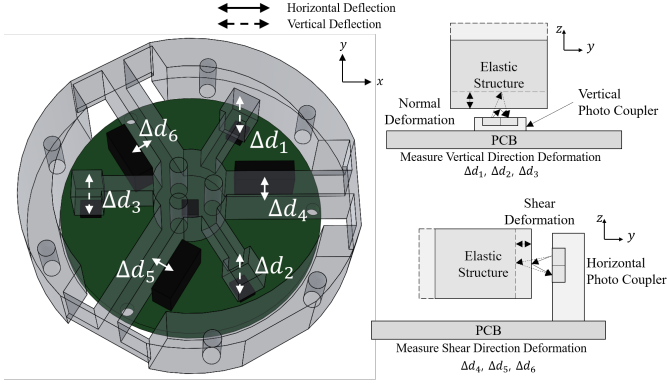 Horizontal Deflection
Vertical Deflection
y
x
Δd₁
Δd₆
Δd₃
Δd₄
Δd₅
Δd₂
z
y
Elastic
Structure
Normal
Deformation
Vertical
Photo Coupler
PCB
Measure Vertical Direction Deformation
Δd₁, Δd₂, Δd₃
Shear
Deformation
z
y
Elastic
Structure
Horizontal
Photo Coupler
PCB
Measure Shear Direction Deformation
Δd₄, Δd₅, Δd₆